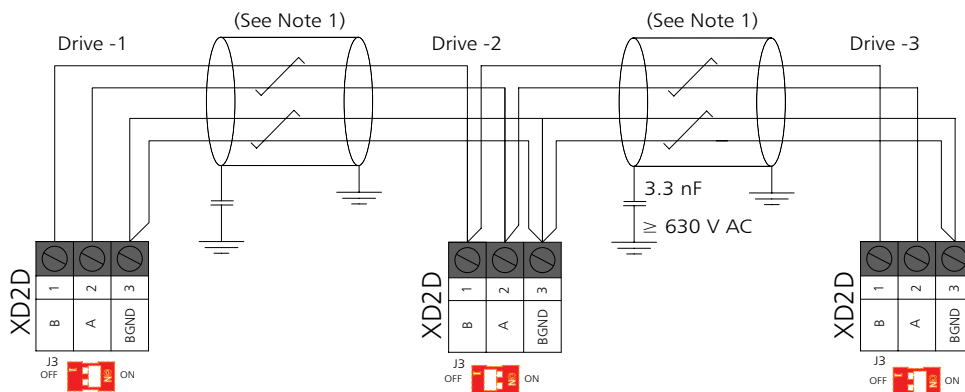 (See Note 1)
(See Note 1)
Drive -1
Drive -2
Drive -3
3.3 nF
≥ 630 V AC
XD2D
1
2
3
B
A
BGND
XD2D
1
2
3
B
A
BGND
XD2D
1
2
3
B
A
BGND
J3
OFF
ON
J3
OFF
ON
J3
OFF
ON